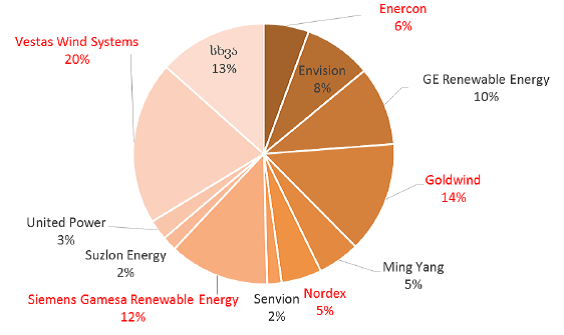 Enercon
6%
Envision
8%
GE Renewable Energy
10%
Goldwind
14%
Ming Yang
5%
Nordex
5%
Senvion
2%
Siemens Gamesa Renewable Energy
12%
Suzlon Energy
2%
United Power
3%
Vestas Wind Systems
20%
სხვა
13%